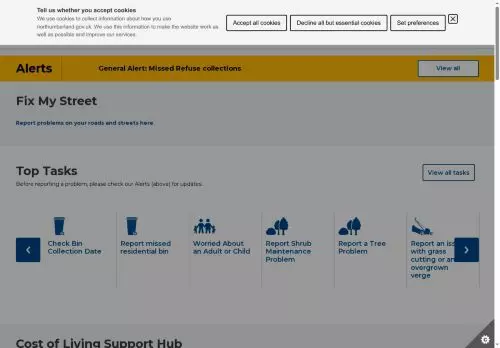 Tell us whether you accept cookies
We use cookies to collect information about how you use
northumberland.gov.uk. We use this information to make the website work as
well as possible and improve our services.
Accept all cookies
Decline all but essential cookies
Set preferences
Alerts
General Alert: Missed Refuse collections
View all
Fix My Street
Report problems on your roads and streets here
Top Tasks
View all tasks
Before reporting a problem, please check our Alerts (above) for updates.
Check Bin
Collection Date
Report missed
residential bin
Worried About
an Adult or Child
Report Shrub
Maintenance
Problem
Report a Tree
Problem
Report an iss
with grass
cutting or an
overgrown
verge
Cost of Living Support Hub